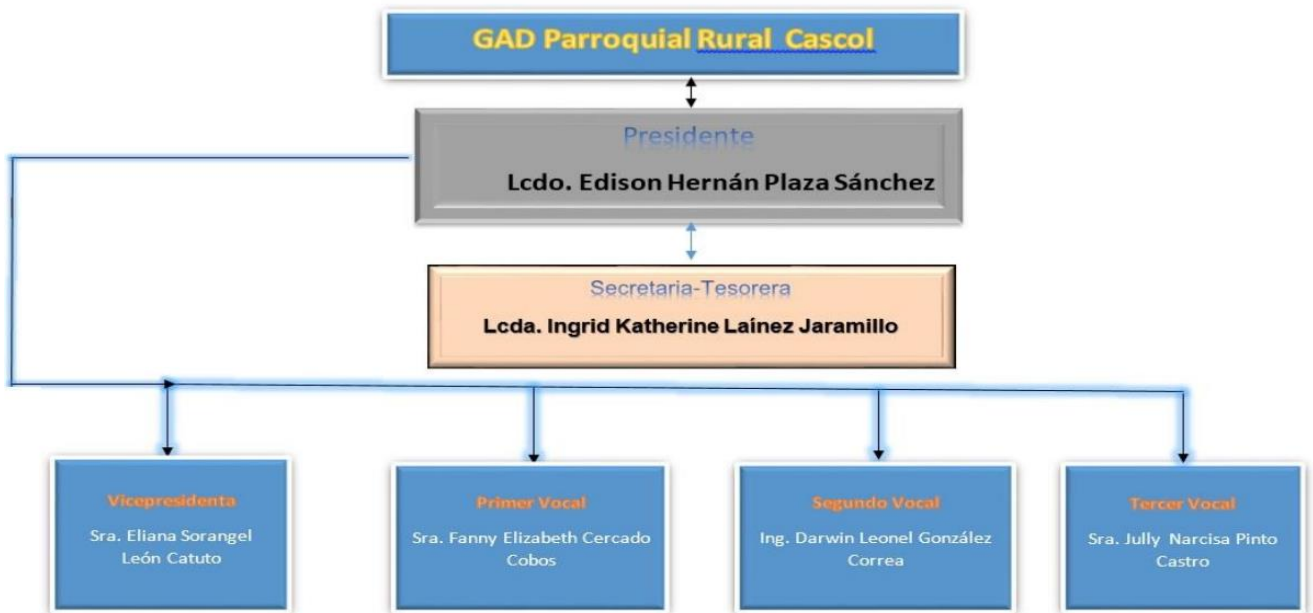 GAD Parroquial Rural Cascol
Presidente
Lcdo. Edison Hernán Plaza Sánchez
Secretaria-Tesorera
Lcda. Ingrid Katherine Laínez Jaramillo
Vicepresidenta
Sra. Eliana Sorangel
León Catuto
Primer Vocal
Sra. Fanny Elizabeth Cercado
Cobos
Segundo Vocal
Ing. Darwin Leonel González
Correa
Tercer Vocal
Sra. Jully Narcisa Pinto
Castro